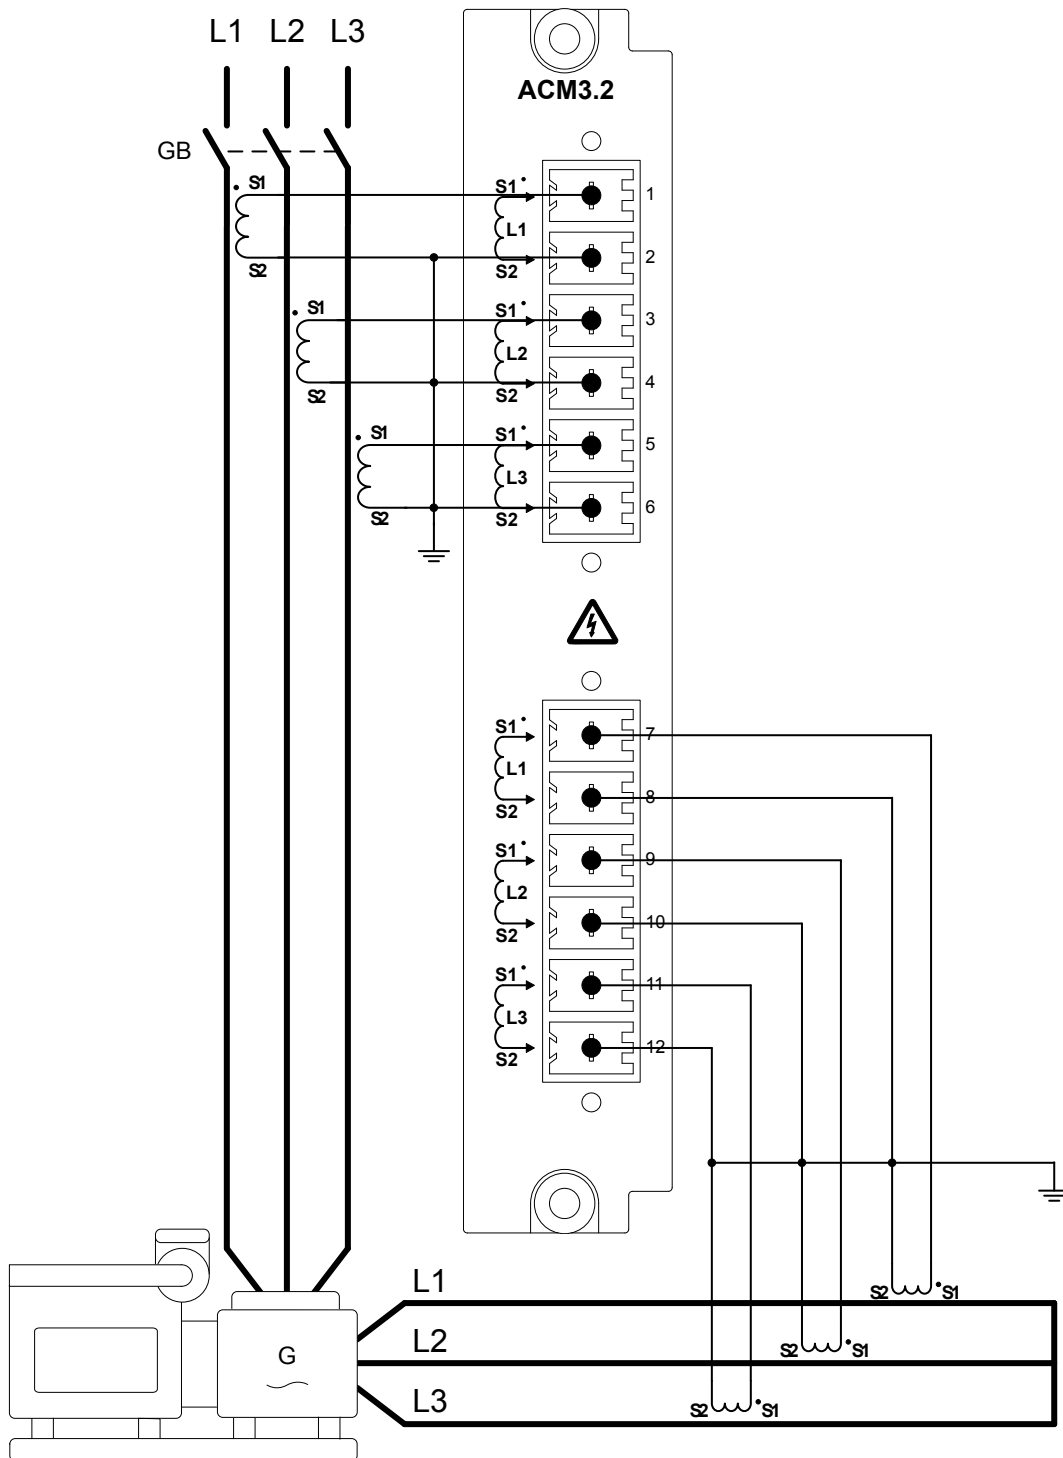 L1 L2 L3
ACM3.2
GB
S1 S1 1
L1
S2 S2 2
S1 S1 3
L2
S2 S2 4
S1 S1 5
L3
S2 S2 6
S1 7
L1
S2 8
S1 9
L2
S2 10
S1 11
L3
S2 12
L1
S2 S1
L2
S2 S1
G
L3
S2 S1